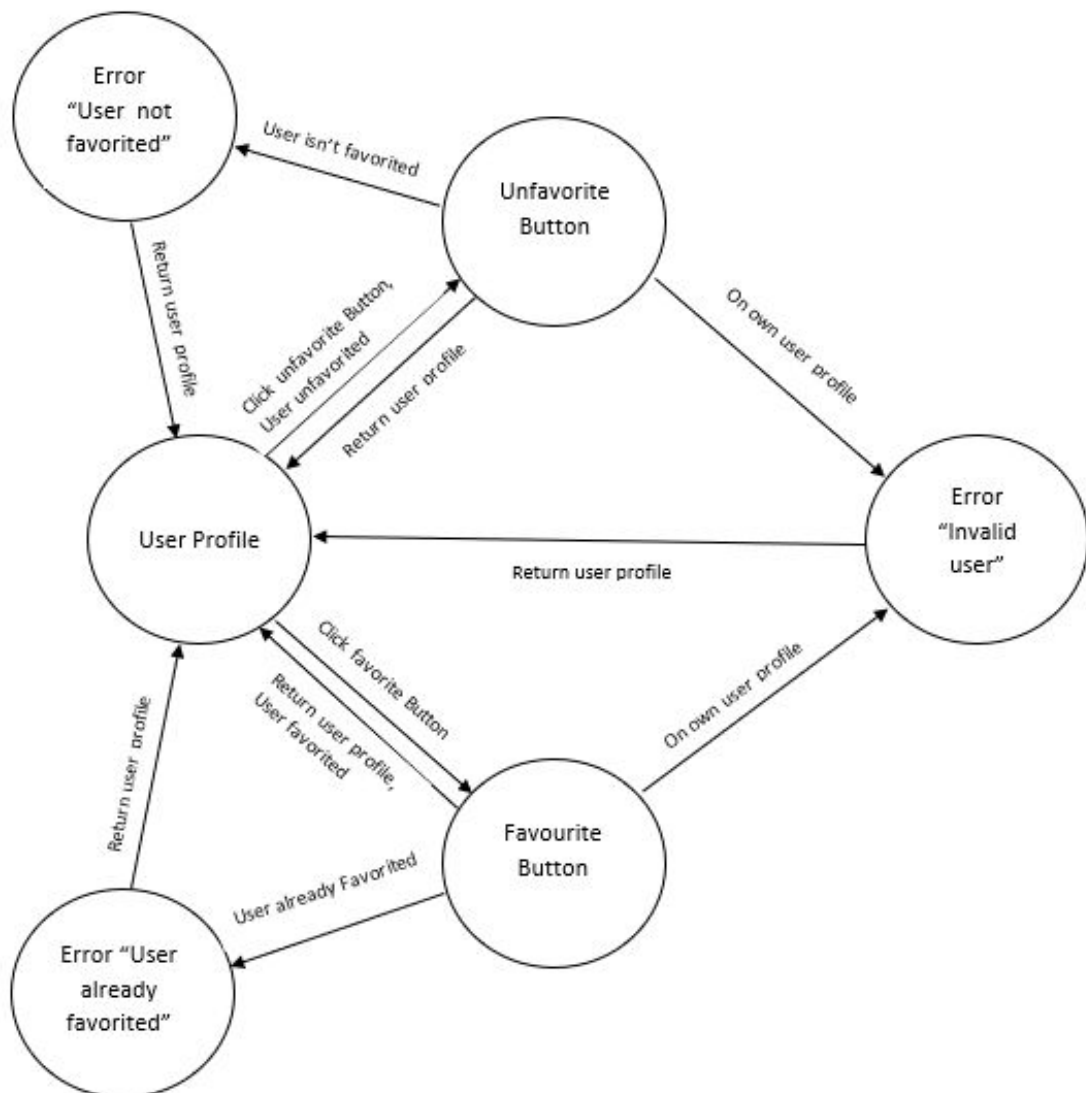 Error
“User not
favorited”
User isn’t favorited
Unfavorite
Button
Return user profile
Click unfavorite Button,
User unfavorited
Return user profile
On own user profile
User Profile
Error
“Invalid
user”
Return user profile
Click favorite Button
Return user profile,
User favorited
On own user profile
Return user profile
Favourite
Button
User already Favorited
Error “User
already
favorited”